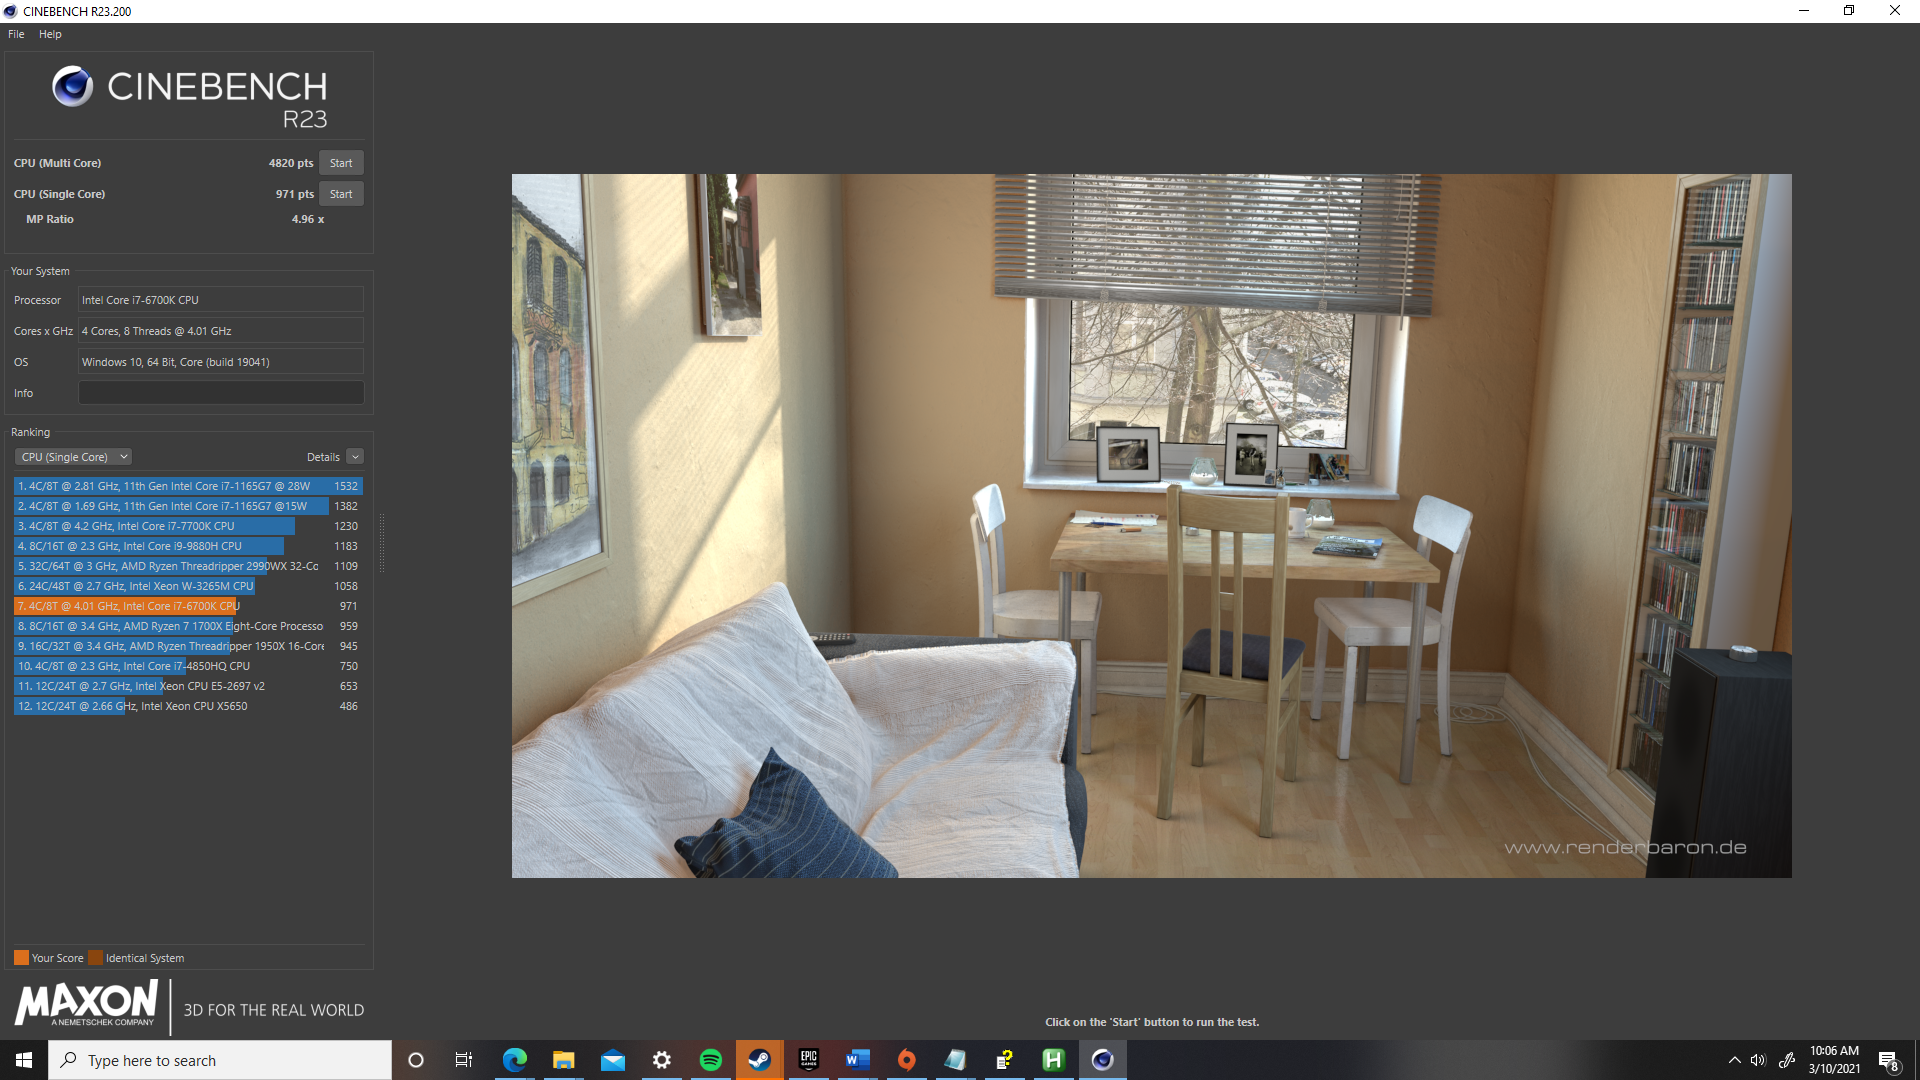 CINEBENCH R23.200
File Help
CINEBENCH
R23
CPU (Multi Core) 4820 pts Start
CPU (Single Core) 971 pts Start
MP Ratio 4.96 x
Your System
Processor Intel Core i7-6700K CPU
Cores x GHz 4 Cores, 8 Threads @ 4.01 GHz
OS Windows 10, 64 Bit, Core (build 19041)
Info
Ranking
CPU (Single Core) Details
1. 4C/8T @ 2.81 GHz, 11th Gen Intel Core i7-1165G7 @ 28W 1532
2. 4C/8T @ 1.69 GHz, 11th Gen Intel Core i7-1165G7 @15W 1382
3. 4C/8T @ 4.2 GHz, Intel Core i7-7700K CPU 1230
4. 8C/16T @ 2.3 GHz, Intel Core i9-9880H CPU 1183
5. 32C/64T @ 3 GHz, AMD Ryzen Threadripper 2990WX 32-Co 1109
6. 24C/48T @ 2.7 GHz, Intel Xeon W-3265M CPU 1058
7. 4C/8T @ 4.01 GHz, Intel Core i7-6700K CPU 971
8. 8C/16T @ 3.4 GHz, AMD Ryzen 7 1700X Eight-Core Processo 959
9. 16C/32T @ 3.4 GHz, AMD Ryzen Threadripper 1950X 16-Core 945
10. 4C/8T @ 2.3 GHz, Intel Core i7-4850HQ CPU 750
11. 12C/24T @ 2.7 GHz, Intel Xeon CPU E5-2697 v2 653
12. 12C/24T @ 2.66 GHz, Intel Xeon CPU X5650 486
Your Score Identical System
MAXON
A NEMETSCHEK COMPANY
3D FOR THE REAL WORLD
www.renderbaron.de
Click on the 'Start' button to run the test.
Type here to search
EPIC
GAMES
10:06 AM
3/10/2021
8